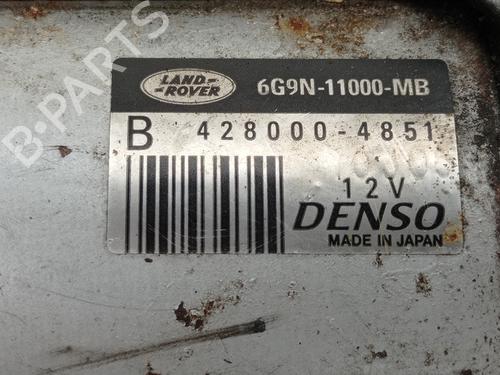 LAND-
-ROVER
6G9N-11000-MB
B 428000-4851
12V
DENSO
MADE IN JAPAN
B-PARTS